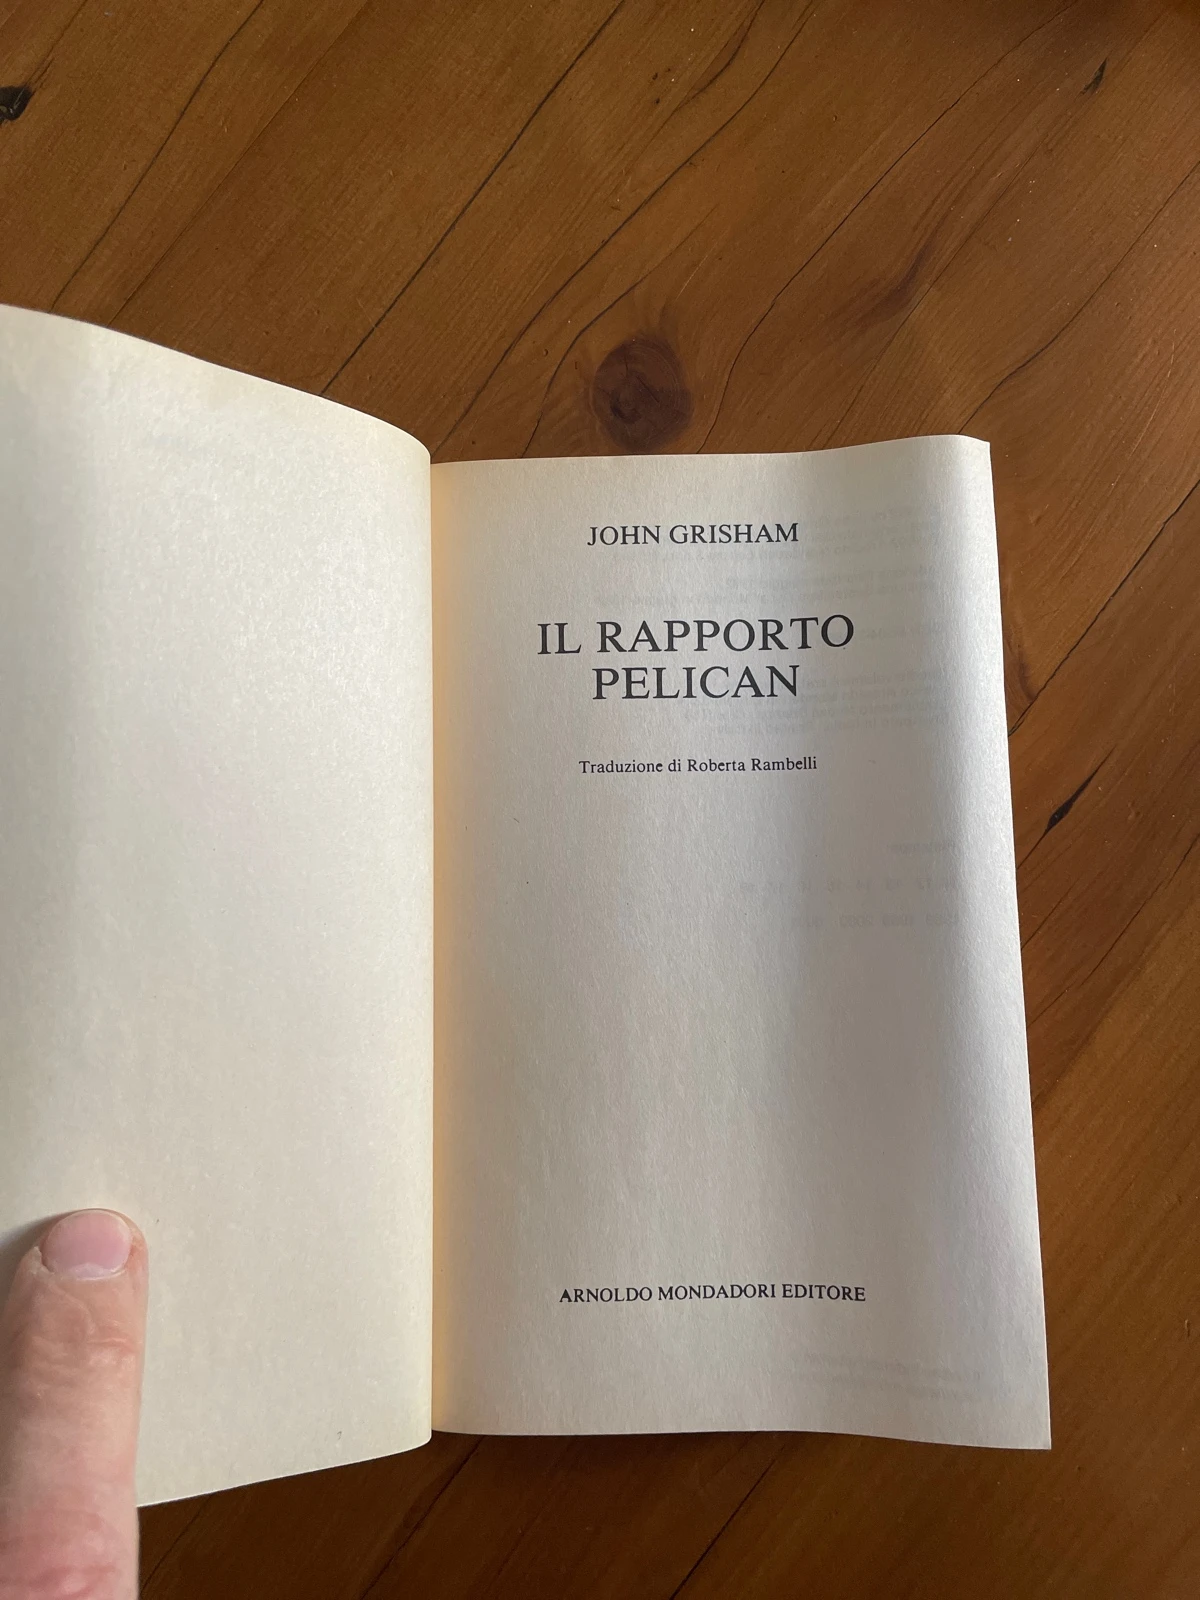 JOHN GRISHAM
IL RAPPORTO
PELICAN
Traduzione di Roberta Rambelli
ARNOLDO MONDADORI EDITORE